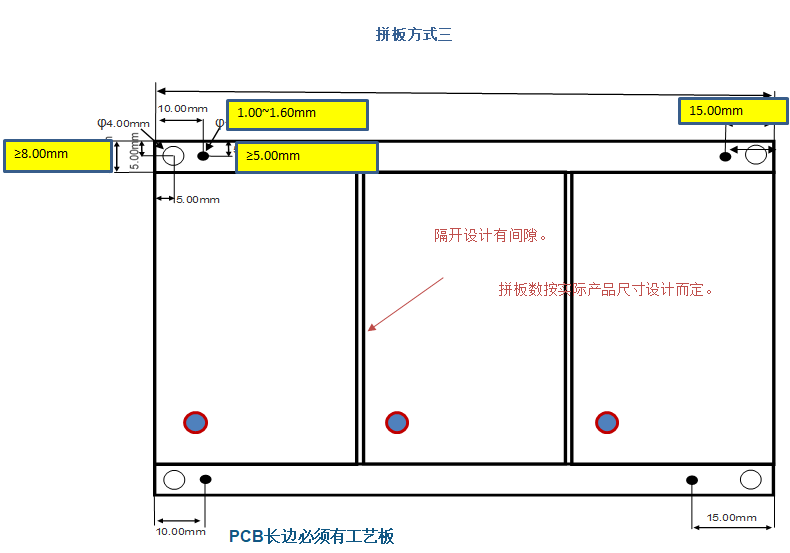 拼板方式三
10.00mm
1.00~1.60mm
15.00mm
φ4.00mm
φ
≥8.00mm
5.00mm
≥5.00mm
5.00mm
隔开设计有间隙。
拼板数按实际产品尺寸设计而定。
10.00mm
15.00mm
PCB长边必须有工艺板